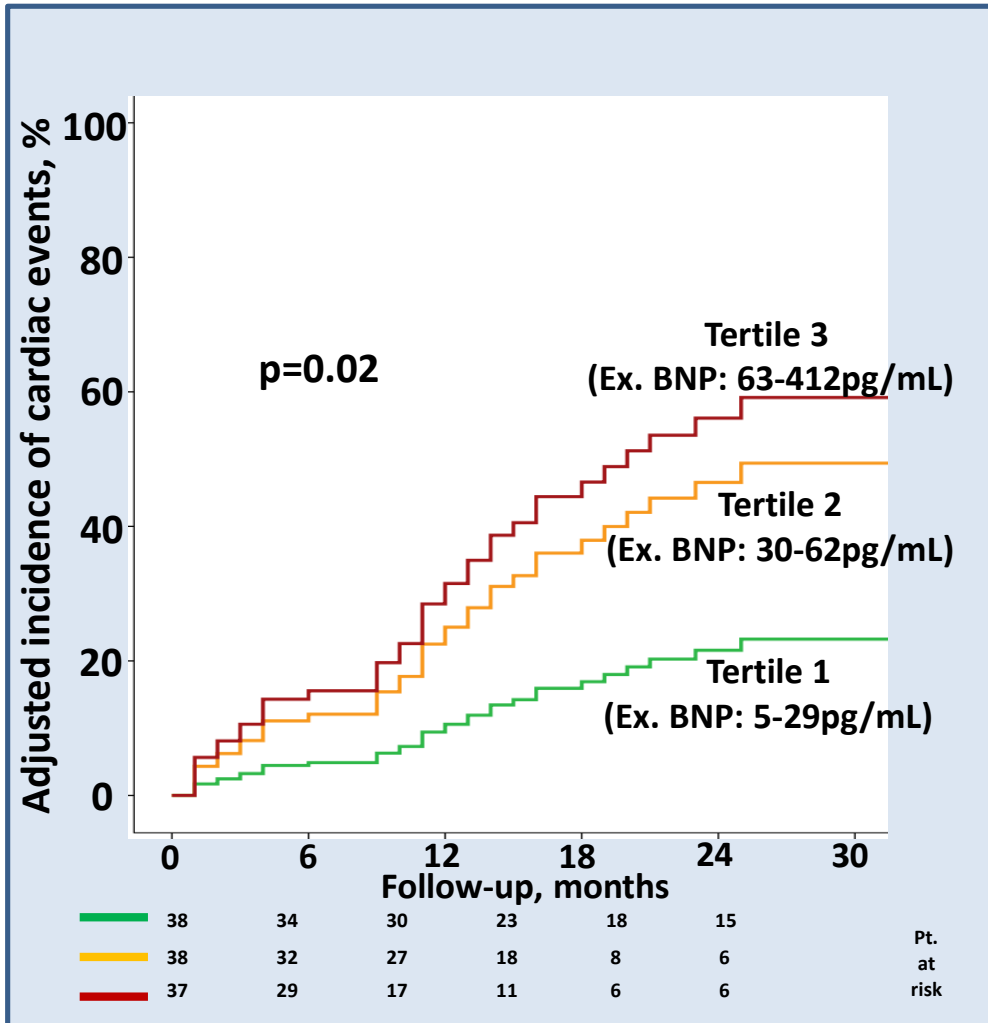 Adjusted incidence of cardiac events, %
100
80
60
40
20
0
p=0.02
Tertile 3
(Ex. BNP: 63-412pg/mL)
Tertile 2
(Ex. BNP: 30-62pg/mL)
Tertile 1
(Ex. BNP: 5-29pg/mL)
0 6 12 18 24 30
Follow-up, months
38 34 30 23 18 15
38 32 27 18 8 6
37 29 17 11 6 6
Pt.
at
risk